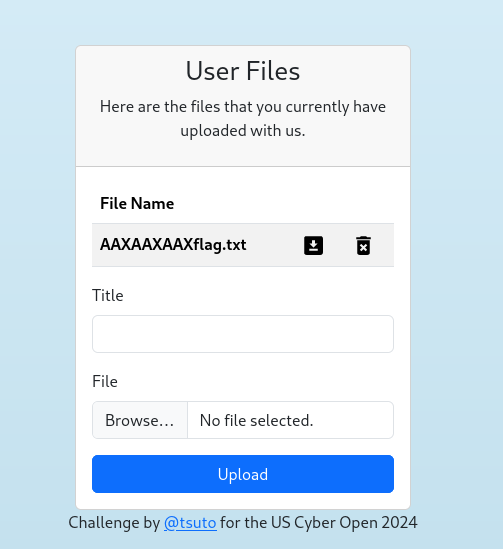 User Files
Here are the files that you currently have
uploaded with us.
File Name
AAXAAXAAXflag.txt
Title
File
Browse... No file selected.
Upload
Challenge by @tsuto for the US Cyber Open 2024